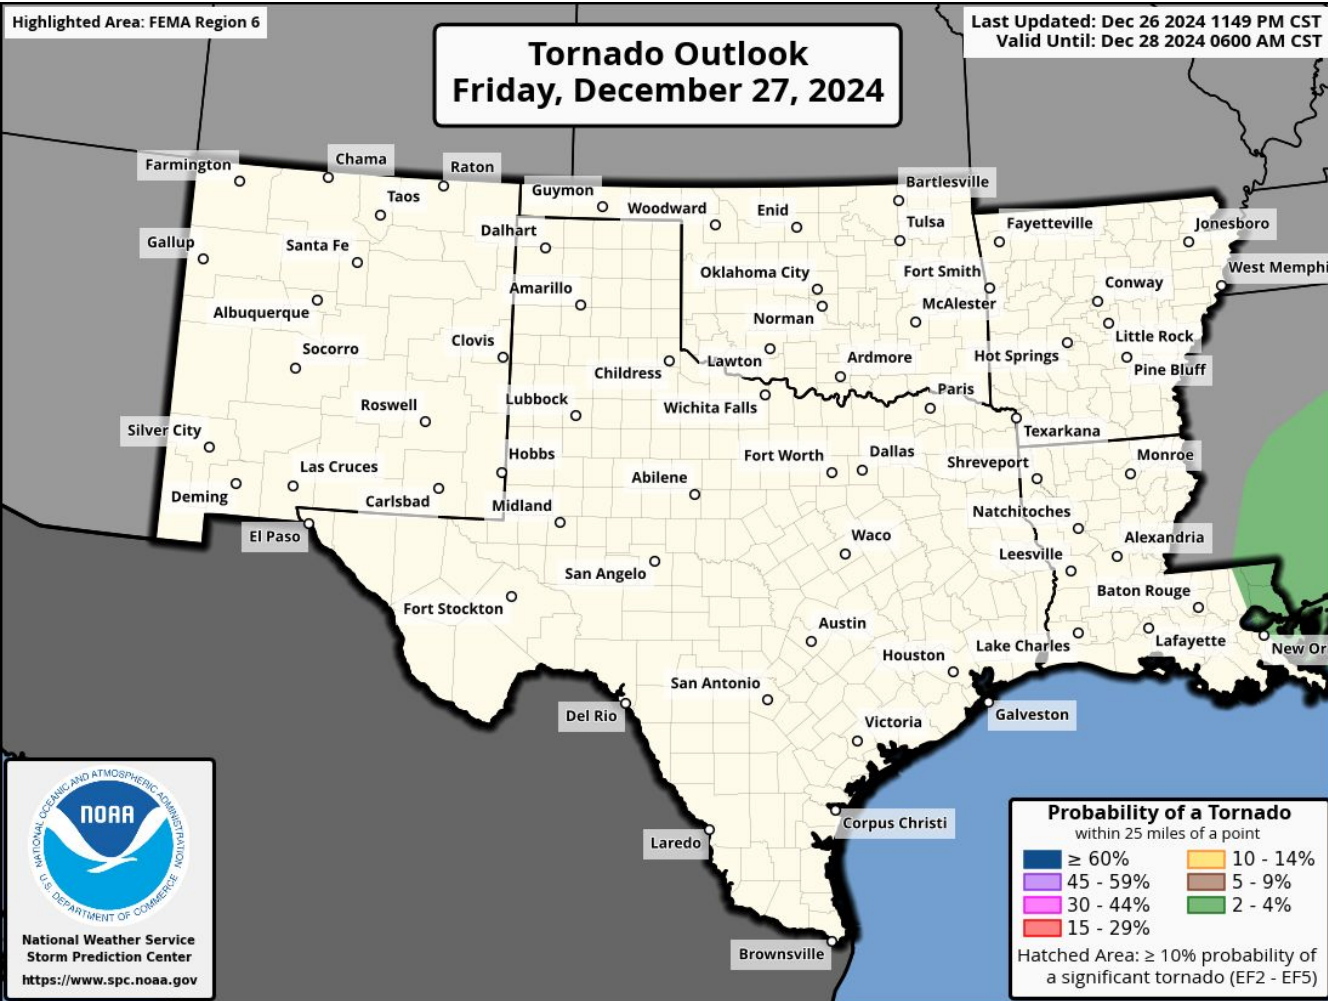 Highlighted Area: FEMA Region 6
Last Updated: Dec 26 2024 1149 PM CST
Valid Until: Dec 28 2024 0600 AM CST
Tornado Outlook
Friday, December 27, 2024
Farmington
Chama
Raton
Taos
Guymon
Woodward
Enid
Bartlesville
Tulsa
Fayetteville
Jonesboro
Gallup
Santa Fe
Dalhart
Oklahoma City
Fort Smith
West Memphi
Amarillo
Conway
Albuquerque
McAlester
Norman
Socorro
Clovis
Little Rock
Childress
Lawton
Ardmore
Hot Springs
Pine Bluff
Roswell
Lubbock
Wichita Falls
Paris
Silver City
Texarkana
Las Cruces
Hobbs
Fort Worth
Dallas
Shreveport
Monroe
Deming
Carlsbad
Midland
Abilene
Natchitoches
El Paso
Waco
Leesville
Alexandria
San Angelo
Baton Rouge
Fort Stockton
Austin
Houston
Lake Charles
Lafayette
New Or
San Antonio
Del Rio
Victoria
Galveston
Corpus Christi
Laredo
Brownsville
NATIONAL OCEANIC AND ATMOSPHERIC ADMINISTRATION
NOAA
U.S. DEPARTMENT OF COMMERCE
National Weather Service
Storm Prediction Center
https://www.spc.noaa.gov
Probability of a Tornado
within 25 miles of a point
≥ 60%
10 - 14%
45 - 59%
5 - 9%
30 - 44%
2 - 4%
15 - 29%
Hatched Area: ≥ 10% probability of
a significant tornado (EF2 - EF5)